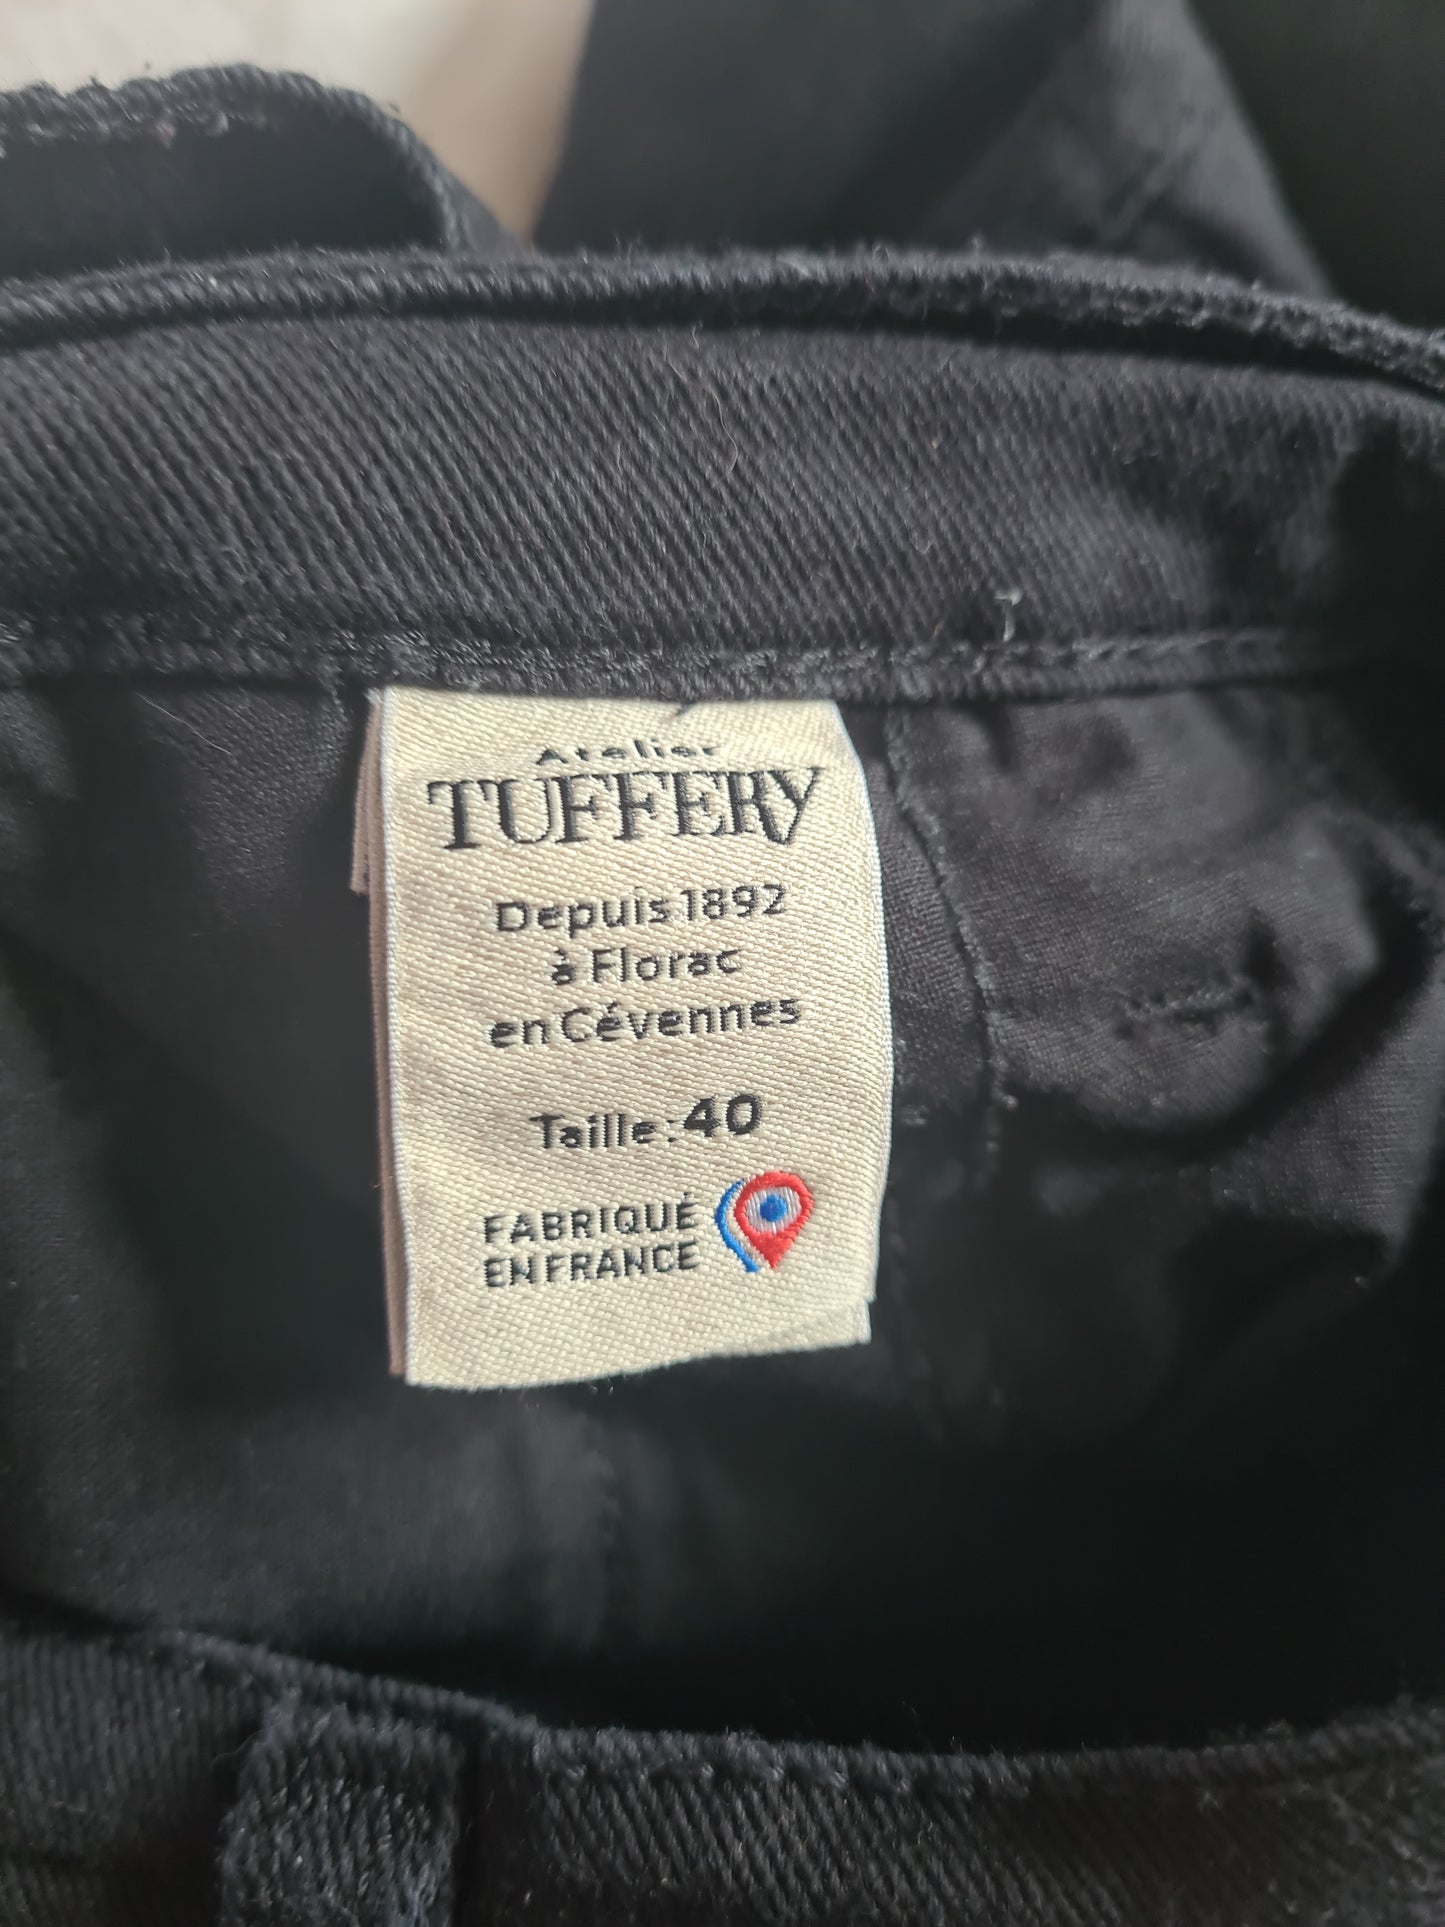 Atelier
TUFFERY
Depuis 1892
à Florac
en Cévennes
Taille: 40
FABRIQUÉ
EN FRANCE